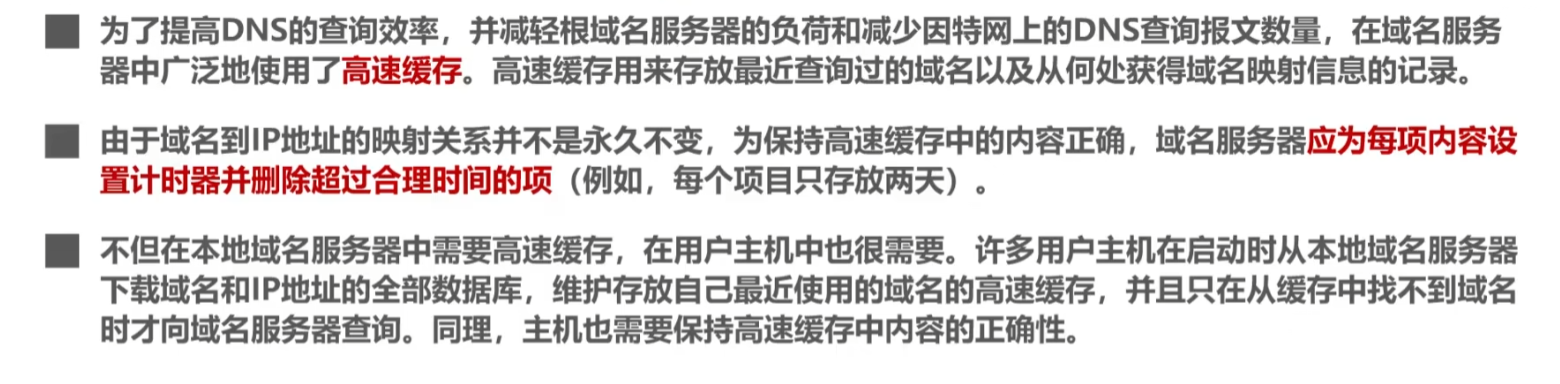 为了提高DNS的查询效率，并减轻根域名服务器的负荷和减少因特网上的DNS查询报文数量，在域名服务
器中广泛地使用了高速缓存。高速缓存用来存放最近查询过的域名以及从何处获得域名映射信息的记录。
由于域名到IP地址的映射关系并不是永久不变，为保持高速缓存中的内容正确，域名服务器应为每项内容设
置计时器并删除超过合理时间的项（例如，每个项目只存放两天）。
不但在本地域名服务器中需要高速缓存，在用户主机中也很需要。许多用户主机在启动时从本地域名服务器
下载域名和IP地址的全部数据库，维护存放自己最近使用的域名的高速缓存，并且只在从缓存中找不到域名
时才向域名服务器查询。同理，主机也需要保持高速缓存中内容的正确性。